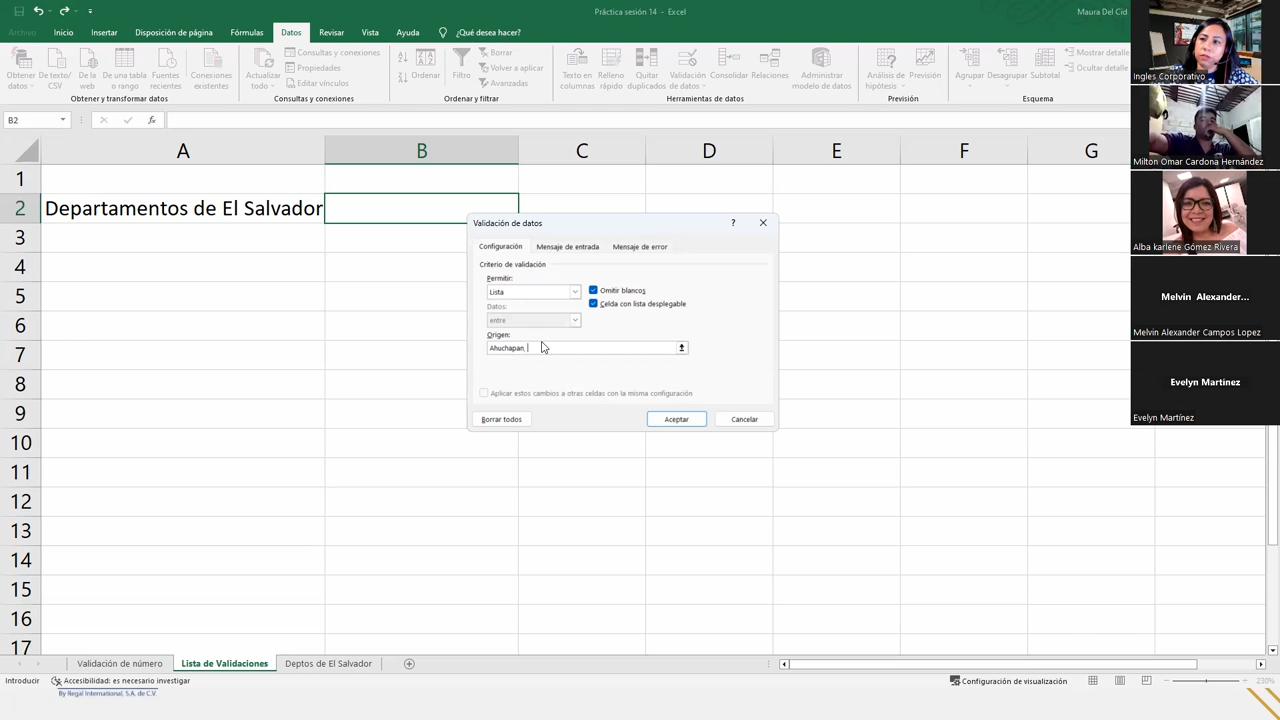 Práctica sesión 14 - Excel
Maura Del Cid
Archivo Inicio Insertar Disposición de página Fórmulas Datos Revisar Vista Ayuda ¿Qué desea hacer?
Obtener datos
De texto/CSV
De la web
De una tabla o rango
Fuentes recientes
Conexiones existentes
Obtener y transformar datos
Actualizar todo
Consultas y conexiones
Propiedades
Editar vínculos
Consultas y conexiones
Ordenar
Borrar
Volver a aplicar
Avanzadas
Ordenar y filtrar
Texto en columnas
Relleno rápido
Quitar duplicados
Validación de datos
Consolidar
Relaciones
Administrar modelo de datos
Herramientas de datos
Análisis de hipótesis
Previsión
Previsión
Agrupar
Desagrupar
Subtotal
Mostrar detalle
Ocultar detalle
Esquema
B2
A B C D E F G
1
2 Departamentos de El Salvador
3
4
5
6
7
8
9
10
11
12
13
14
15
16
17
Validación de datos
? 
Configuración Mensaje de entrada Mensaje de error
Criterio de validación
Permitir:
Lista
Omitir blancos
Celda con lista desplegable
Datos:
entre
Origen:
Ahuchapan,
Aplicar estos cambios a otras celdas con la misma configuración
Borrar todos Aceptar Cancelar
Ingles Corporativo
Milton Omar Cardona Hernández
Alba karlene Gómez Rivera
Melvin Alexander...
Melvin Alexander Campos Lopez
Evelyn Martinez
Evelyn Martínez
Validación de número Lista de Validaciones Deptos de El Salvador
Introducir Accesibilidad: es necesario investigar
Configuración de visualización
230%
By Regal International, S.A. de C.V.